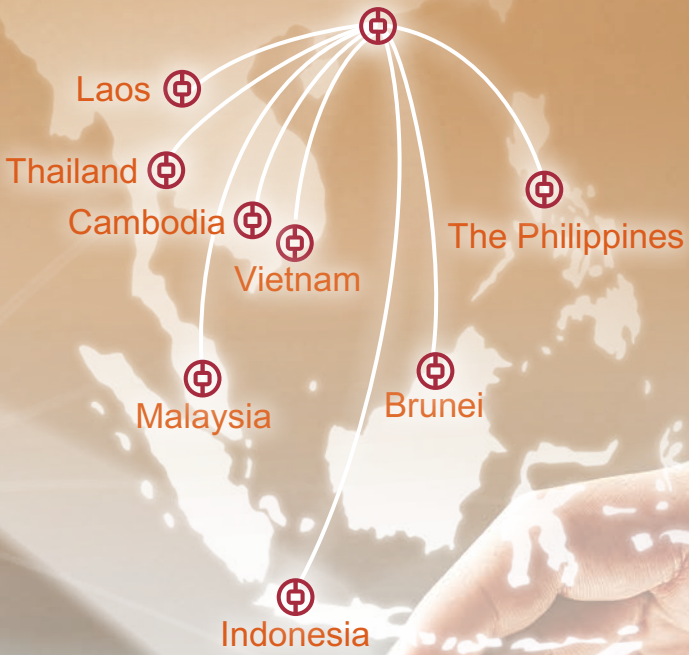 Laos
Thailand
Cambodia
The Philippines
Vietnam
Brunei
Malaysia
Indonesia